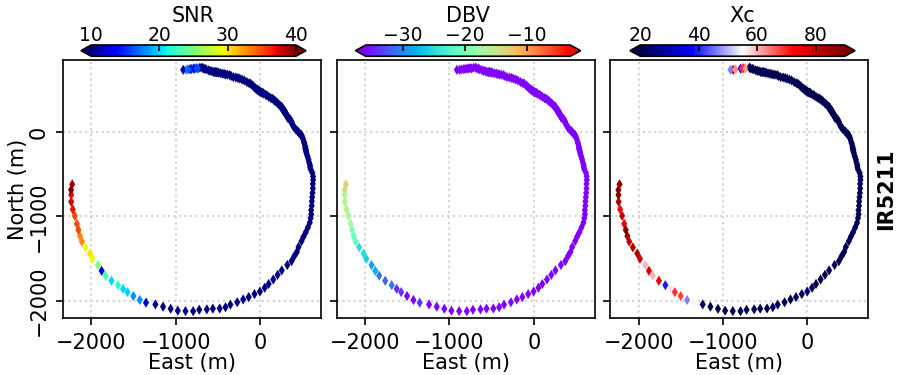 SNR DBV Xc
10 20 30 40 −30 −20 −10 20 40 60 80
North (m)
0
−1000
−2000
IR5211
−2000 −1000 0 −2000 −1000 0 −2000 −1000 0
East (m) East (m) East (m)